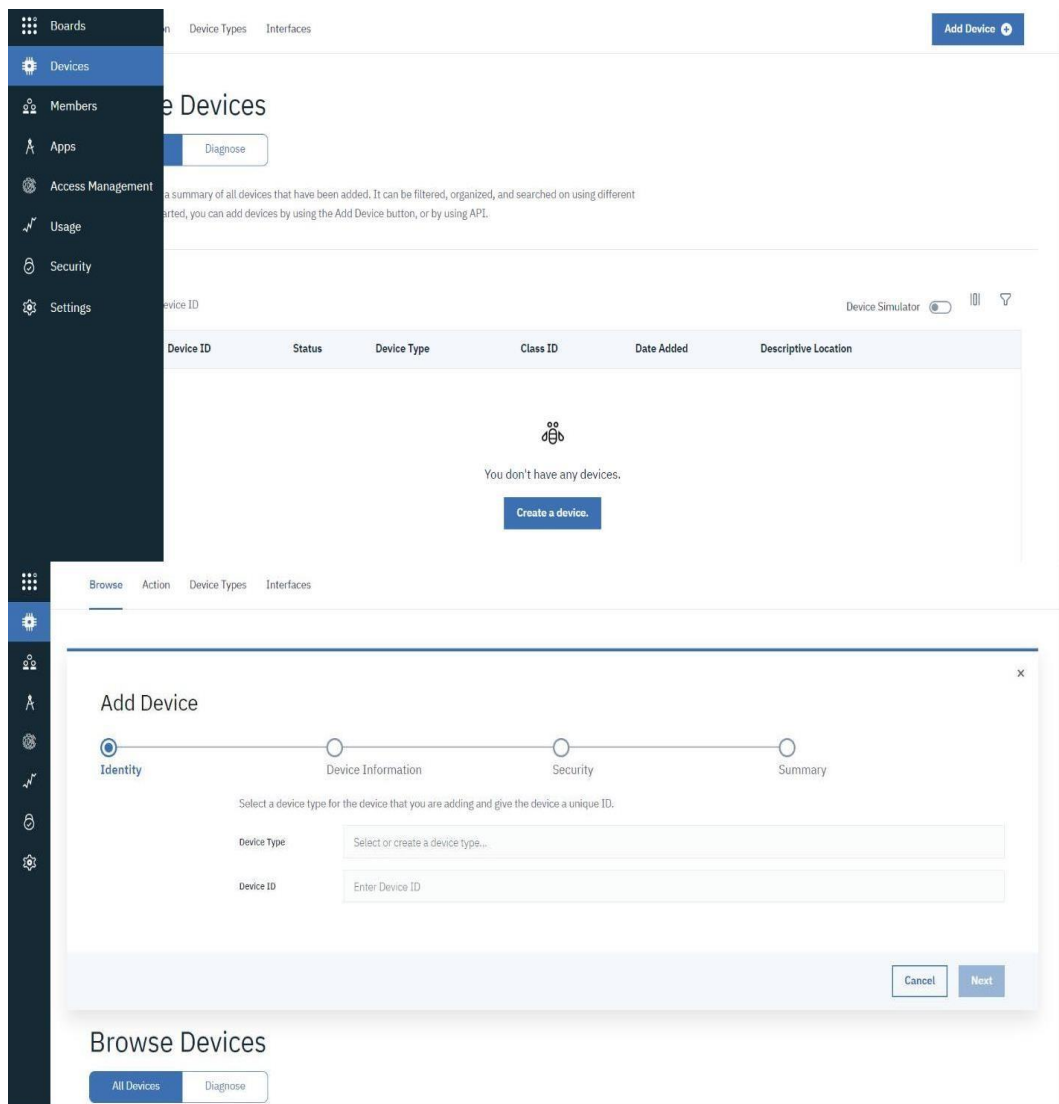 Boards
n Device Types Interfaces
Add Device
Devices
Members
e Devices
Apps
Diagnose
Access Management
a summary of all devices that have been added. It can be filtered, organized, and searched on using different
arted, you can add devices by using the Add Device button, or by using API.
Usage
Security
Settings
evice ID
Device Simulator
Device ID Status Device Type Class ID Date Added Descriptive Location
You don't have any devices.
Create a device.
Browse Action Device Types Interfaces
Add Device
Identity Device Information Security Summary
Select a device type for the device that you are adding and give the device a unique ID.
Device Type Select or create a device type...
Device ID Enter Device ID
Cancel Next
Browse Devices
All Devices Diagnose